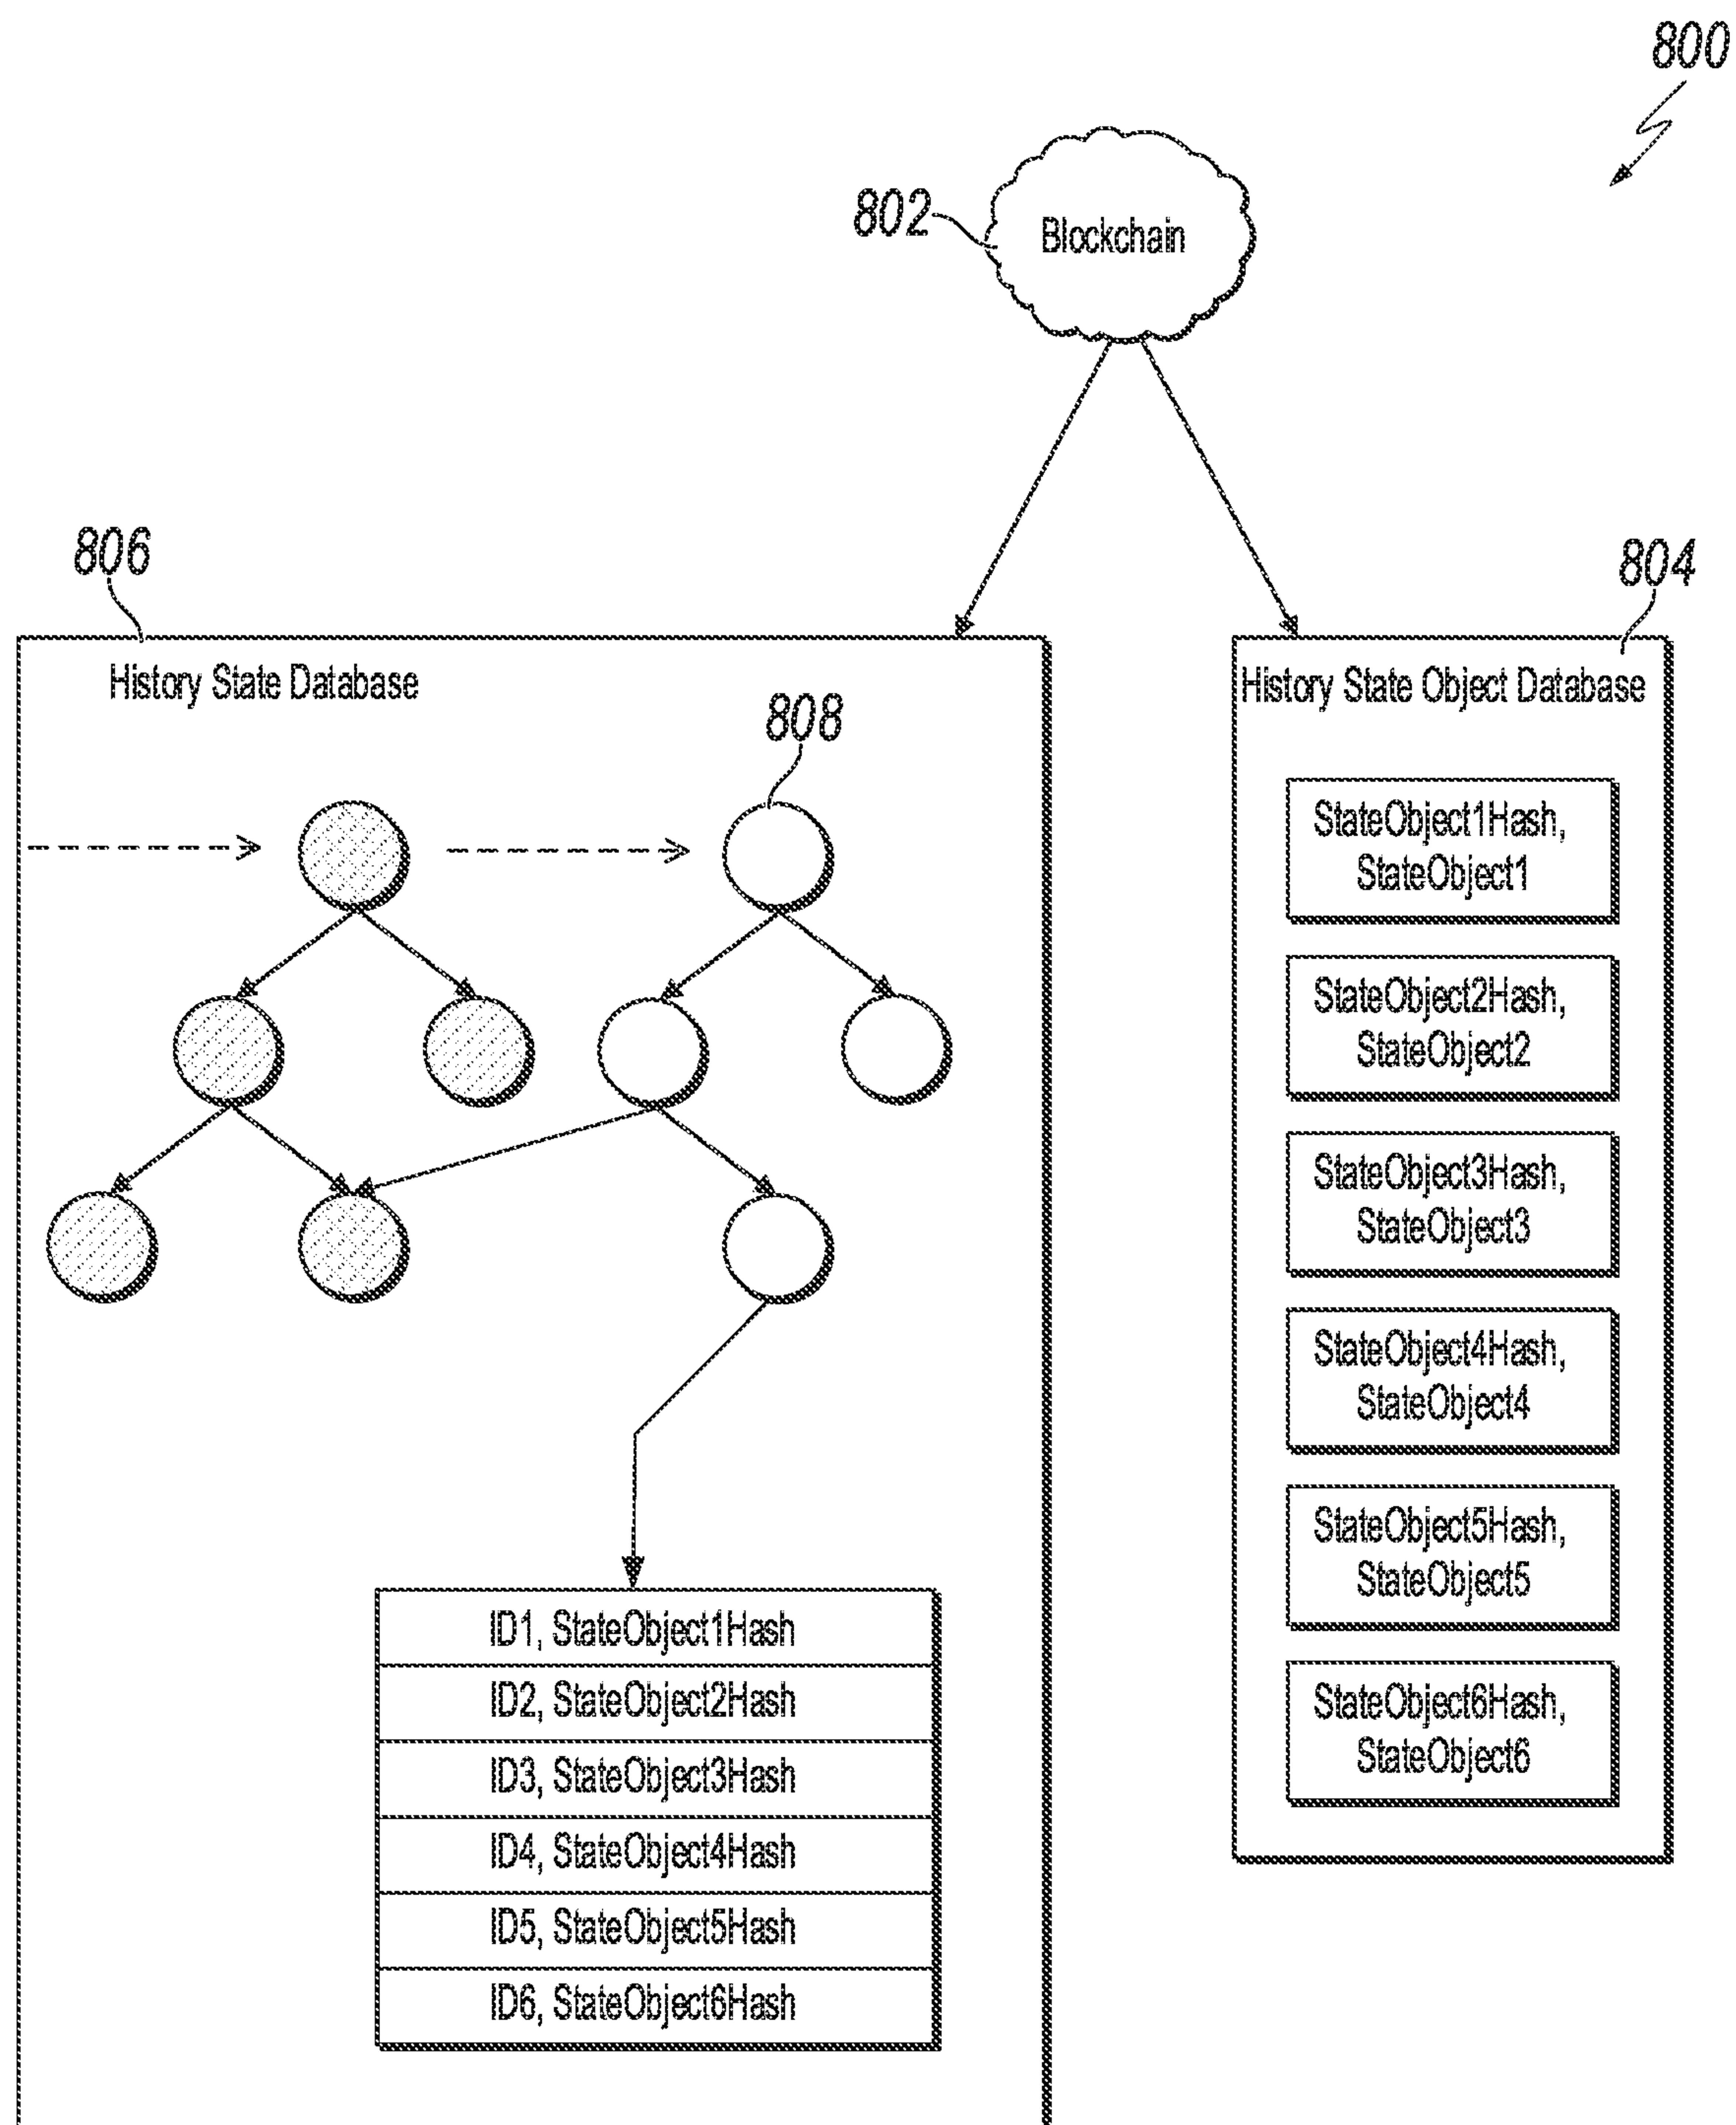 800
802
Blockchain
806
804
History State Database
History State Object Database
808
StateObject1Hash,
StateObject1
StateObject2Hash,
StateObject2
StateObject3Hash,
StateObject3
StateObject4Hash,
StateObject4
StateObject5Hash,
StateObject5
StateObject6Hash,
StateObject6
ID1, StateObject1Hash
ID2, StateObject2Hash
ID3, StateObject3Hash
ID4, StateObject4Hash
ID5, StateObject5Hash
ID6, StateObject6Hash